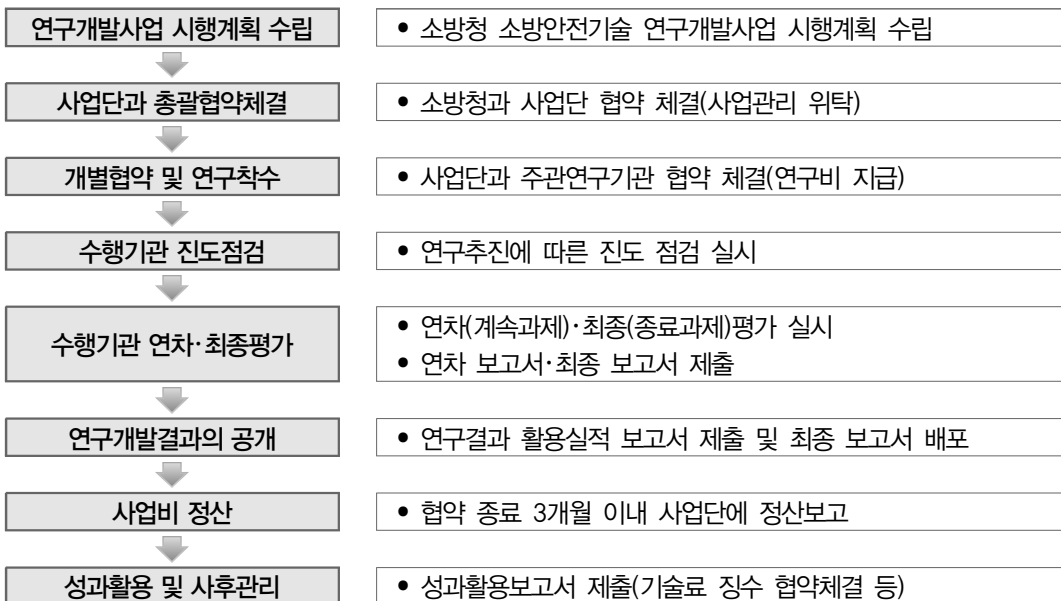 연구개발사업 시행계획 수립
• 소방청 소방안전기술 연구개발사업 시행계획 수립
사업단과 총괄협약체결
• 소방청과 사업단 협약 체결(사업관리 위탁)
개별협약 및 연구착수
• 사업단과 주관연구기관 협약 체결(연구비 지급)
수행기관 진도점검
• 연구추진에 따른 진도 점검 실시
수행기관 연차·최종평가
• 연차(계속과제)·최종(종료과제)평가 실시
• 연차 보고서·최종 보고서 제출
연구개발결과의 공개
• 연구결과 활용실적 보고서 제출 및 최종 보고서 배포
사업비 정산
• 협약 종료 3개월 이내 사업단에 정산보고
성과활용 및 사후관리
• 성과활용보고서 제출(기술료 징수 협약체결 등)